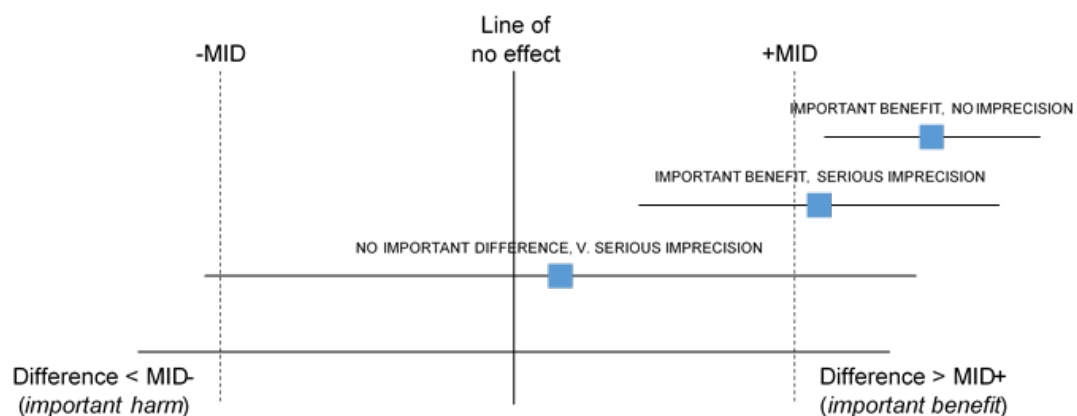 Line of
no effect
-MID
+MID
IMPORTANT BENEFIT, NO IMPRECISION
IMPORTANT BENEFIT, SERIOUS IMPRECISION
NO IMPORTANT DIFFERENCE, V. SERIOUS IMPRECISION
Difference < MID-
(important harm)
Difference > MID+
(important benefit)